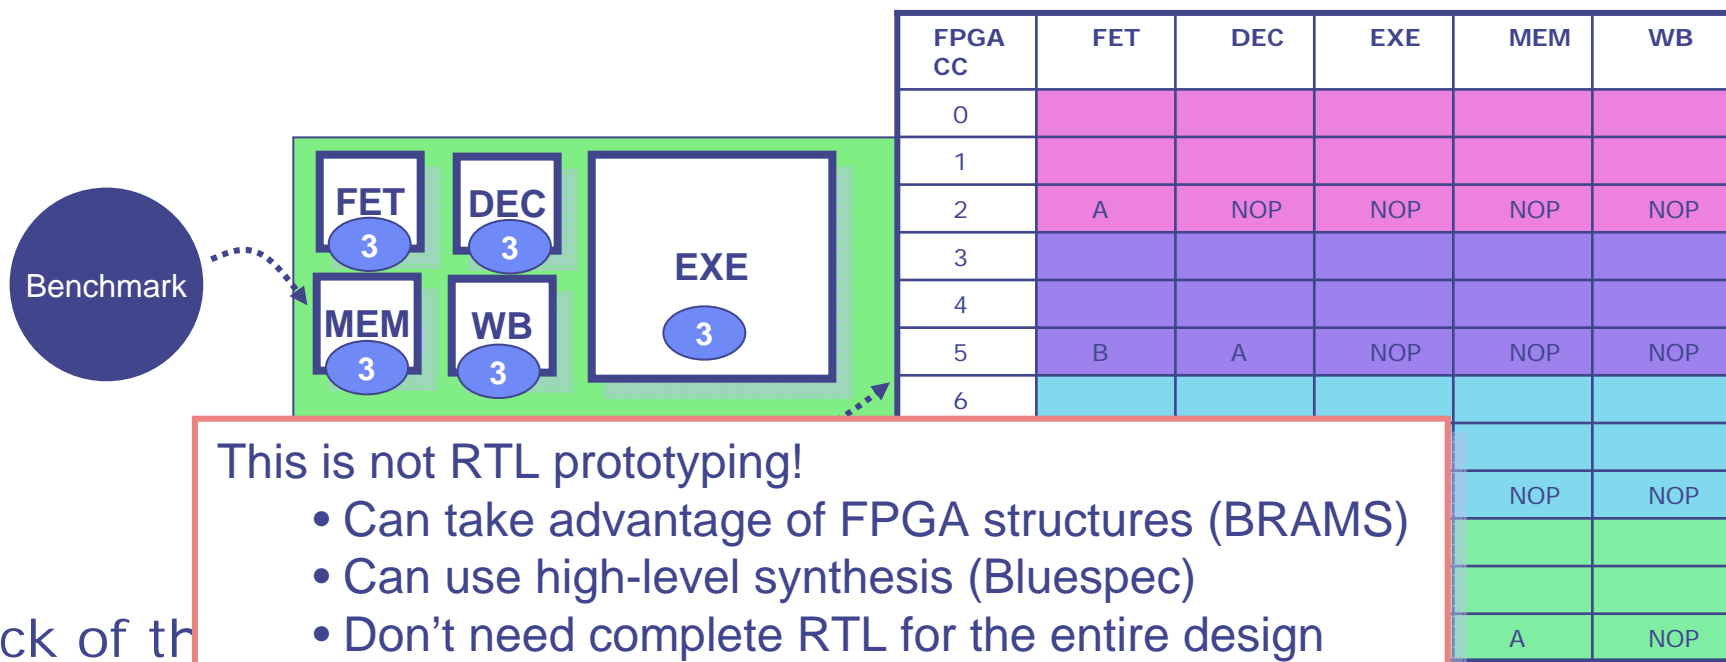 FPGA CC FET DEC EXE MEM WB
0
1
2 A NOP NOP NOP NOP
3
4
5 B A NOP NOP NOP
6
NOP NOP
A NOP
Benchmark
FET
3
DEC
3
MEM
3
WB
3
EXE
3
This is not RTL prototyping!
• Can take advantage of FPGA structures (BRAMS)
• Can use high-level synthesis (Bluespec)
• Don't need complete RTL for the entire design
ck of th